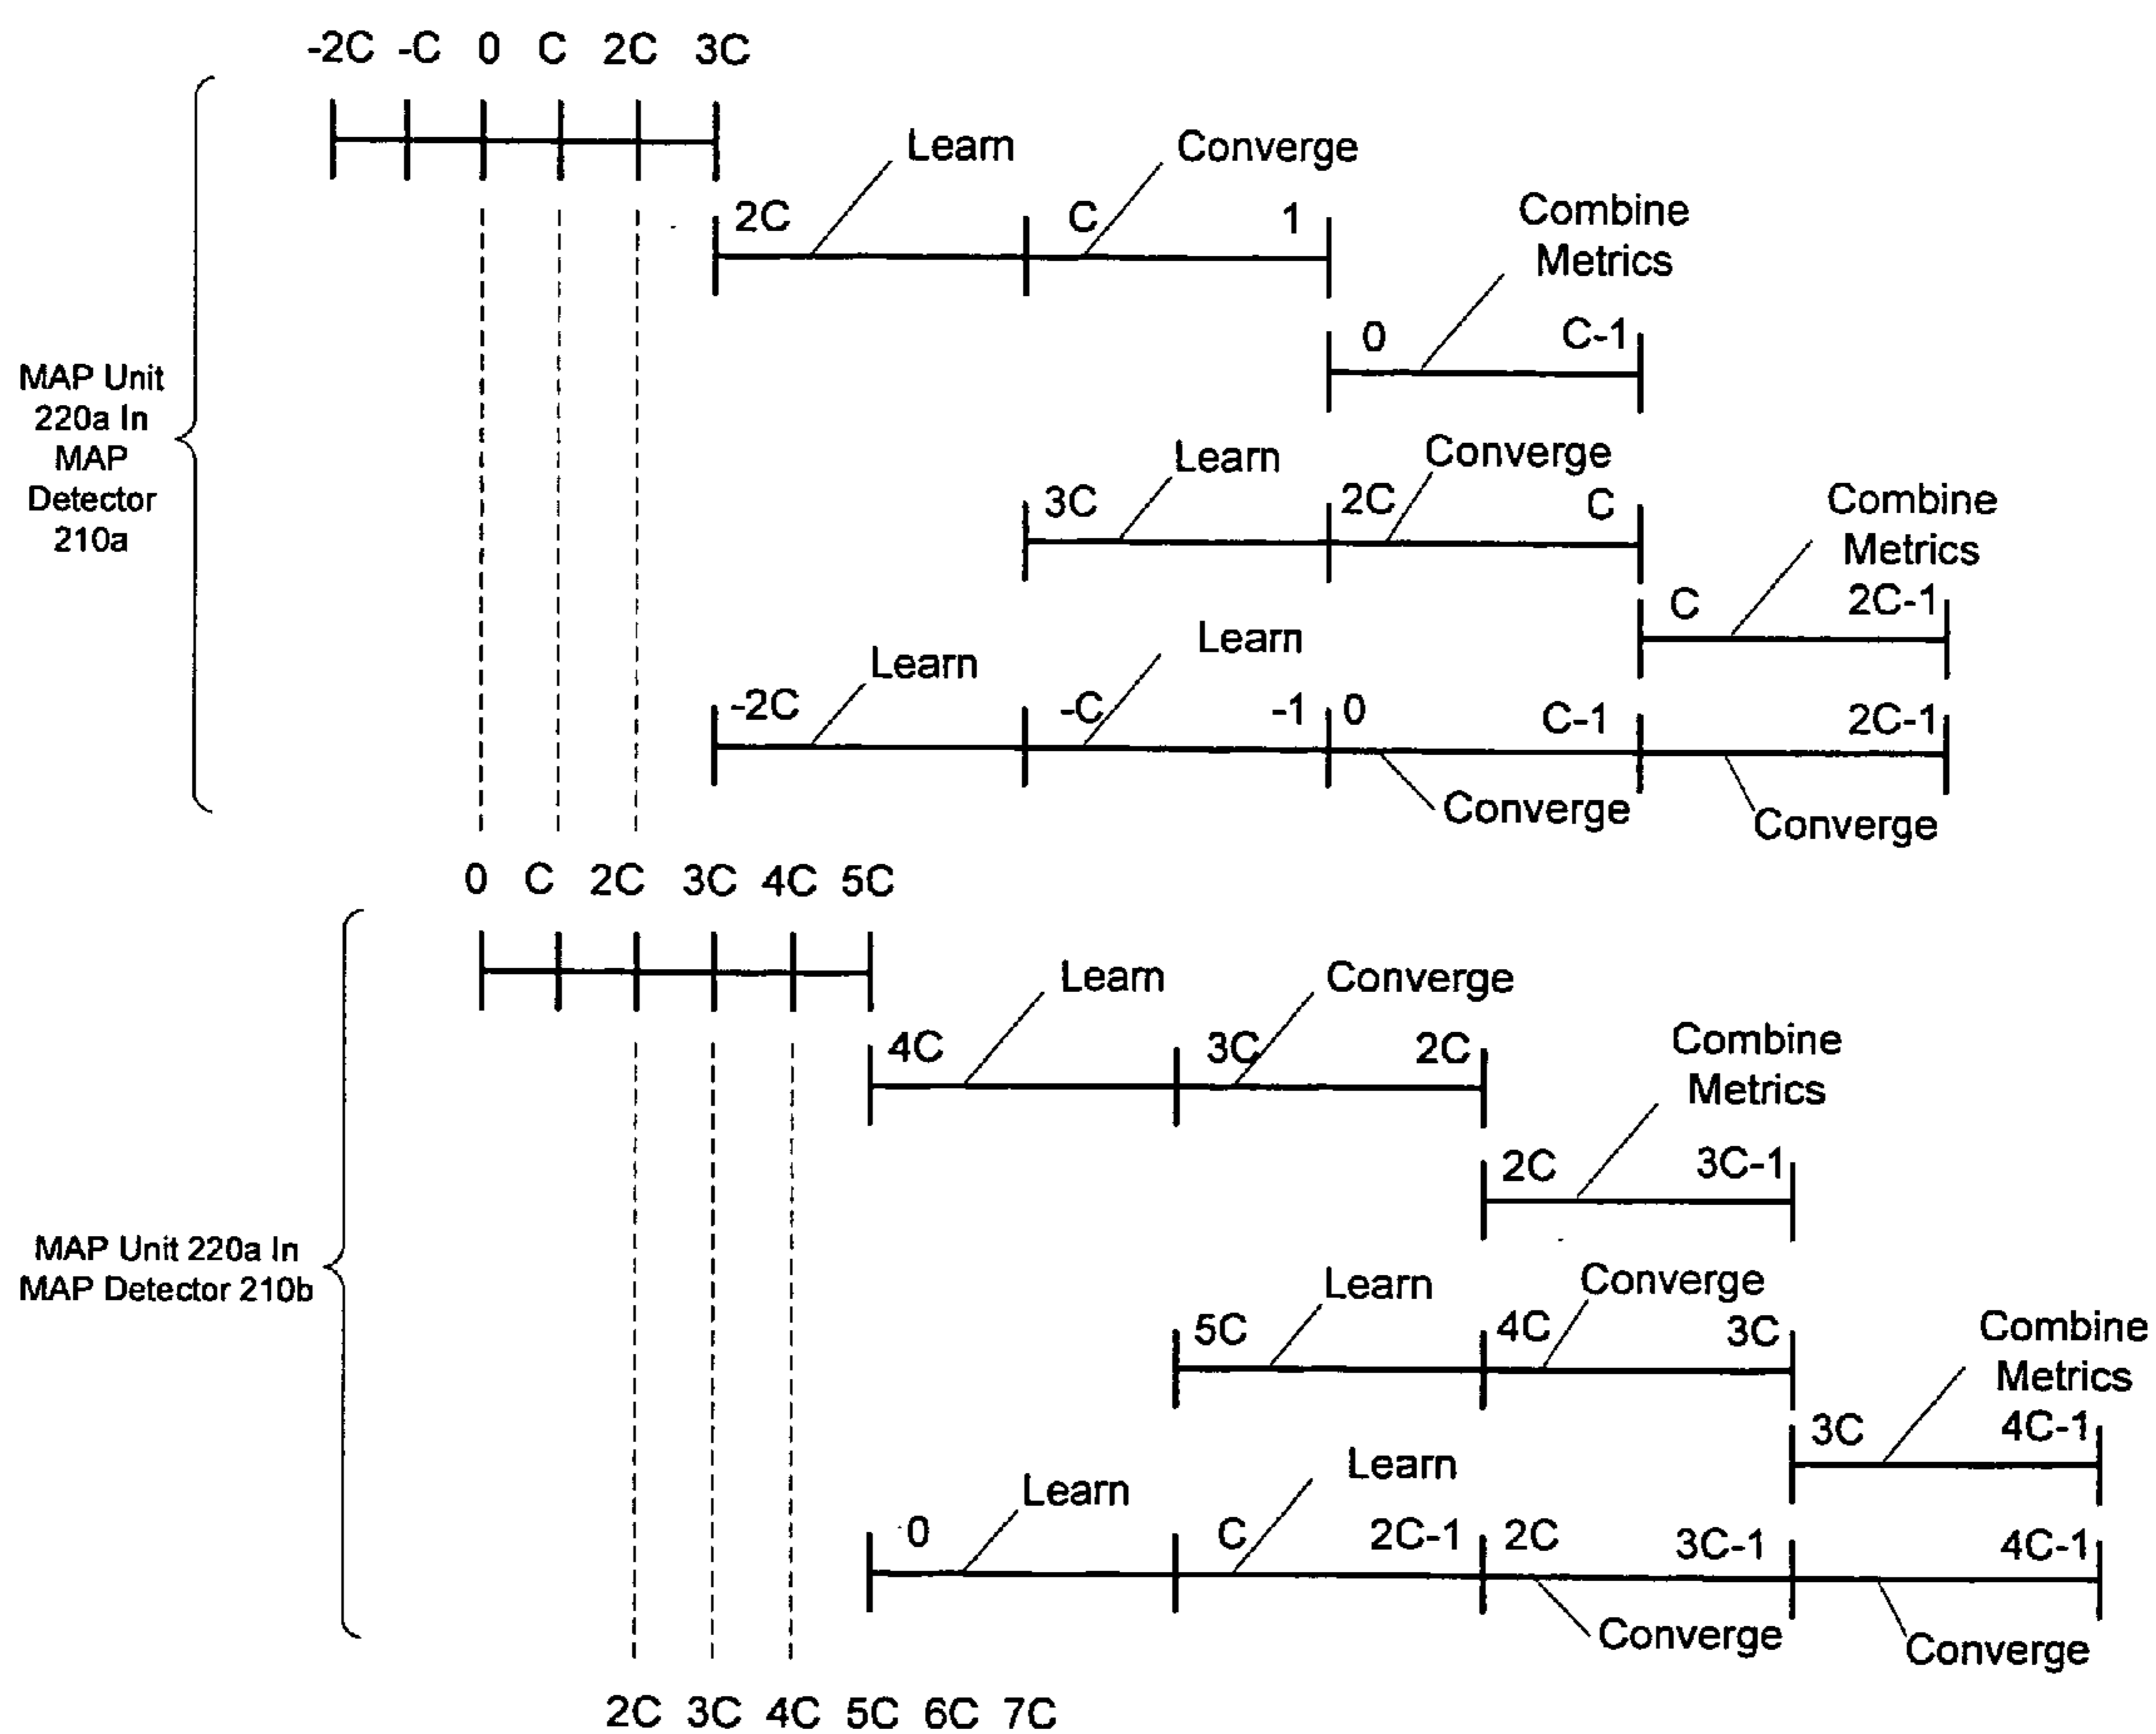 -2C -C 0 C 2C 3C
Learn
Converge
2C
C
1
Combine
Metrics
0
C-1
MAP Unit
220a In
MAP
Detector
210a
Learn
Converge
3C
2C
C
Combine
Metrics
C
2C-1
Learn
Learn
-2C
-C
-1
0
C-1
2C-1
Converge
Converge
0 C 2C 3C 4C 5C
Learn
Converge
4C
3C
2C
Combine
Metrics
2C
3C-1
MAP Unit 220a In
MAP Detector 210b
Learn
Converge
5C
4C
3C
Combine
Metrics
3C
4C-1
Learn
Learn
0
C
2C-1
2C
3C-1
4C-1
Converge
Converge
2C 3C 4C 5C 6C 7C